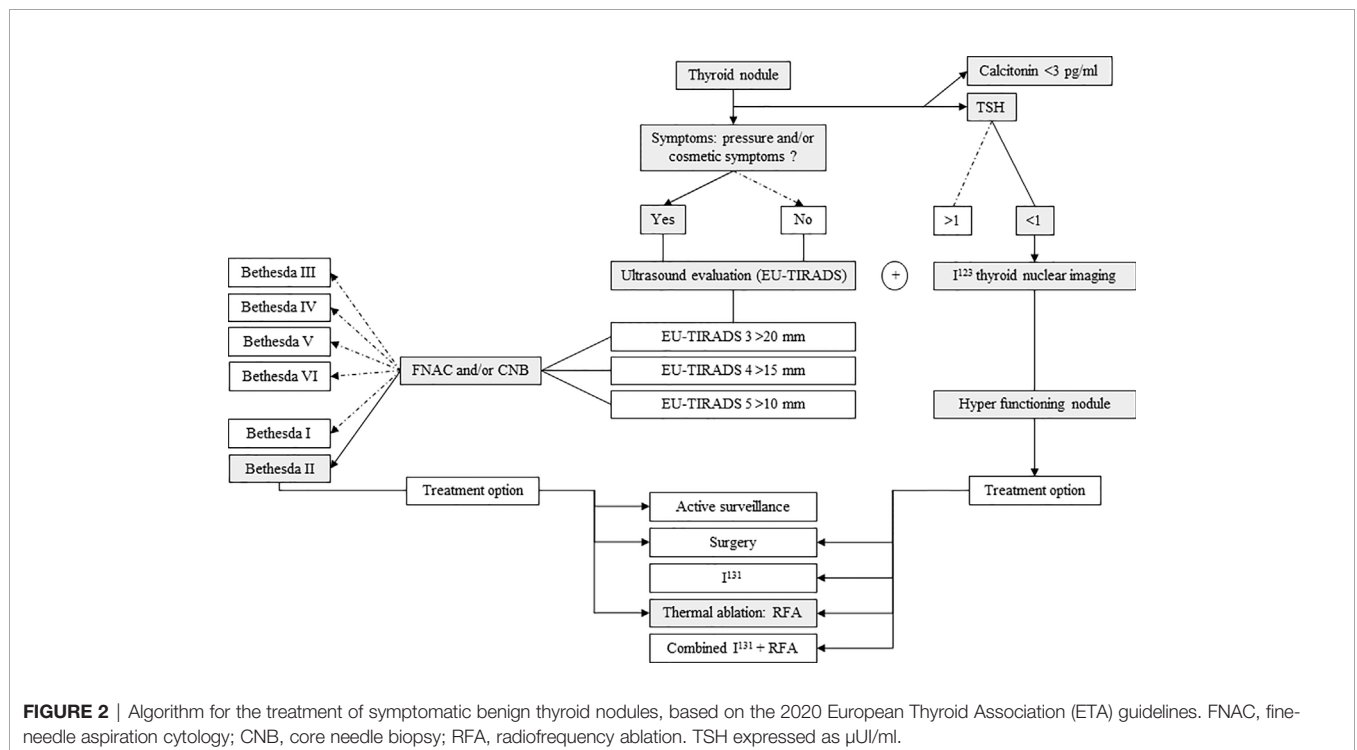 Thyroid nodule
Calcitonin <3 pg/ml
TSH
Symptoms: pressure and/or
cosmetic symptoms ?
Yes
No
>1
<1
Ultrasound evaluation (EU-TIRADS)
+
I¹²³ thyroid nuclear imaging
Bethesda III
Bethesda IV
Bethesda V
Bethesda VI
Bethesda I
Bethesda II
FNAC and/or CNB
EU-TIRADS 3 >20 mm
EU-TIRADS 4 >15 mm
EU-TIRADS 5 >10 mm
Hyper functioning nodule
Treatment option
Treatment option
Active surveillance
Surgery
I¹³¹
Thermal ablation: RFA
Combined I¹³¹ + RFA
FIGURE 2 | Algorithm for the treatment of symptomatic benign thyroid nodules, based on the 2020 European Thyroid Association (ETA) guidelines. FNAC, fine-
needle aspiration cytology; CNB, core needle biopsy; RFA, radiofrequency ablation. TSH expressed as µUI/ml.